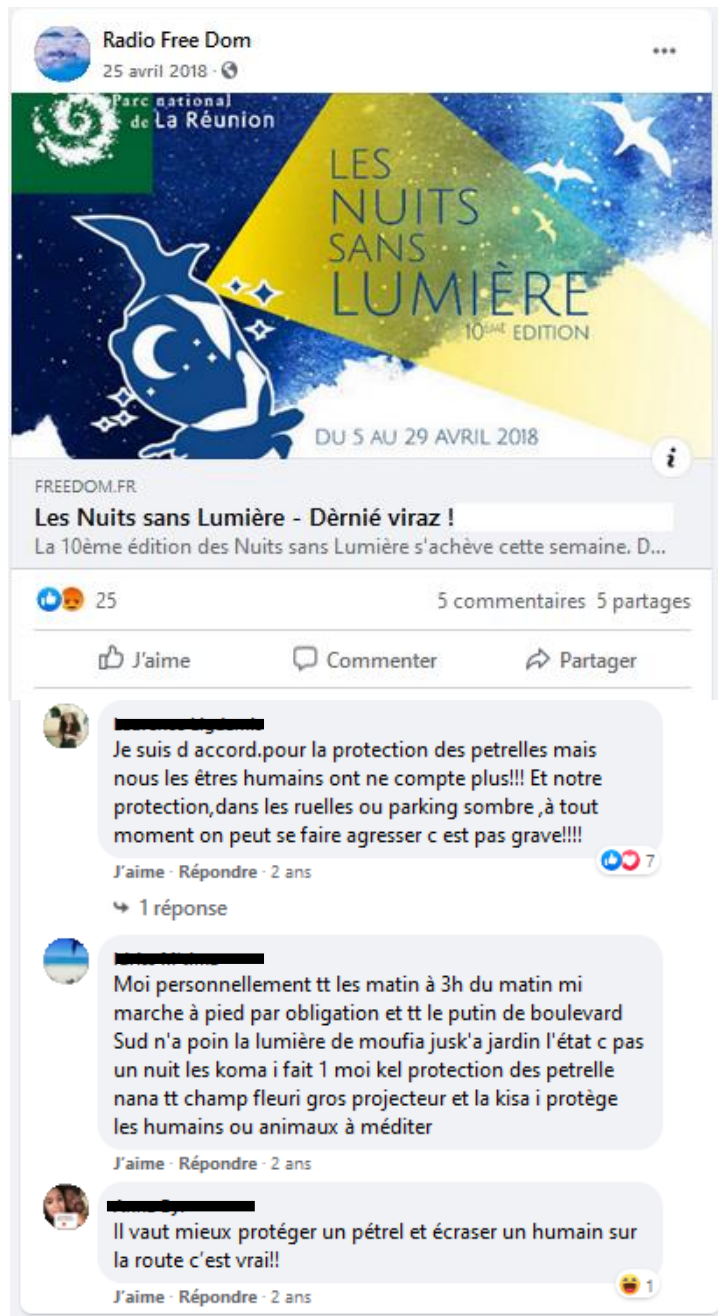 Radio Free Dom
25 avril 2018 ·
Parc national
de La Réunion
LES
NUITS
SANS
LUMIÈRE
10ÈME EDITION
DU 5 AU 29 AVRIL 2018
i
FREEDOM.FR
Les Nuits sans Lumière - Dèrnié viraz !
La 10ème édition des Nuits sans Lumière s'achève cette semaine. D...
25
5 commentaires 5 partages
J'aime Commenter Partager
Je suis d accord.pour la protection des petrelles mais
nous les êtres humains ont ne compte plus!!! Et notre
protection,dans les ruelles ou parking sombre ,à tout
moment on peut se faire agresser c est pas grave!!!!
7
J'aime · Répondre · 2 ans
1 réponse
Moi personnellement tt les matin à 3h du matin mi
marche à pied par obligation et tt le putin de boulevard
Sud n'a poin la lumière de moufia jusk'a jardin l'état c pas
un nuit les koma i fait 1 moi kel protection des petrelle
nana tt champ fleuri gros projecteur et la kisa i protège
les humains ou animaux à méditer
J'aime · Répondre · 2 ans
Il vaut mieux protéger un pétrel et écraser un humain sur
la route c'est vrai!!
1
J'aime · Répondre · 2 ans